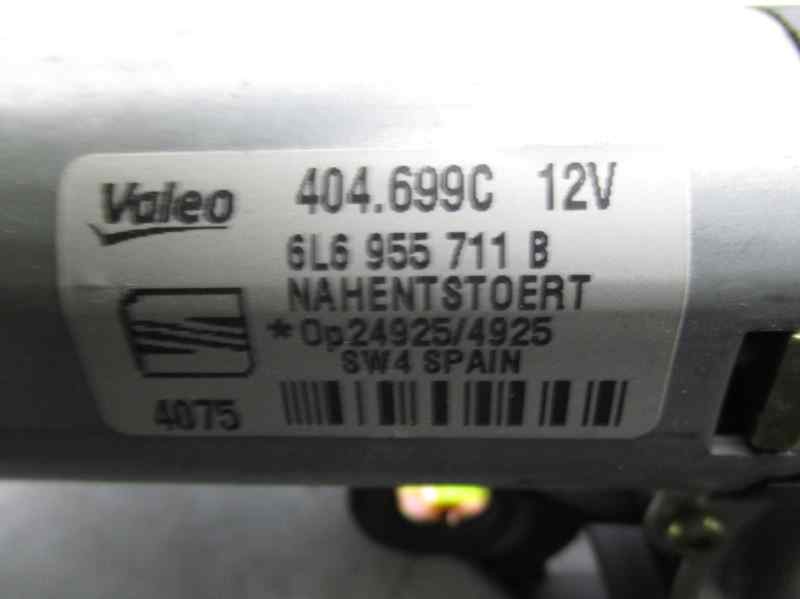 Valeo 404.699C 12V
6L6 955 711 B
NAHENTSTOERT
*Op24925/4925
SW4 SPAIN
4075